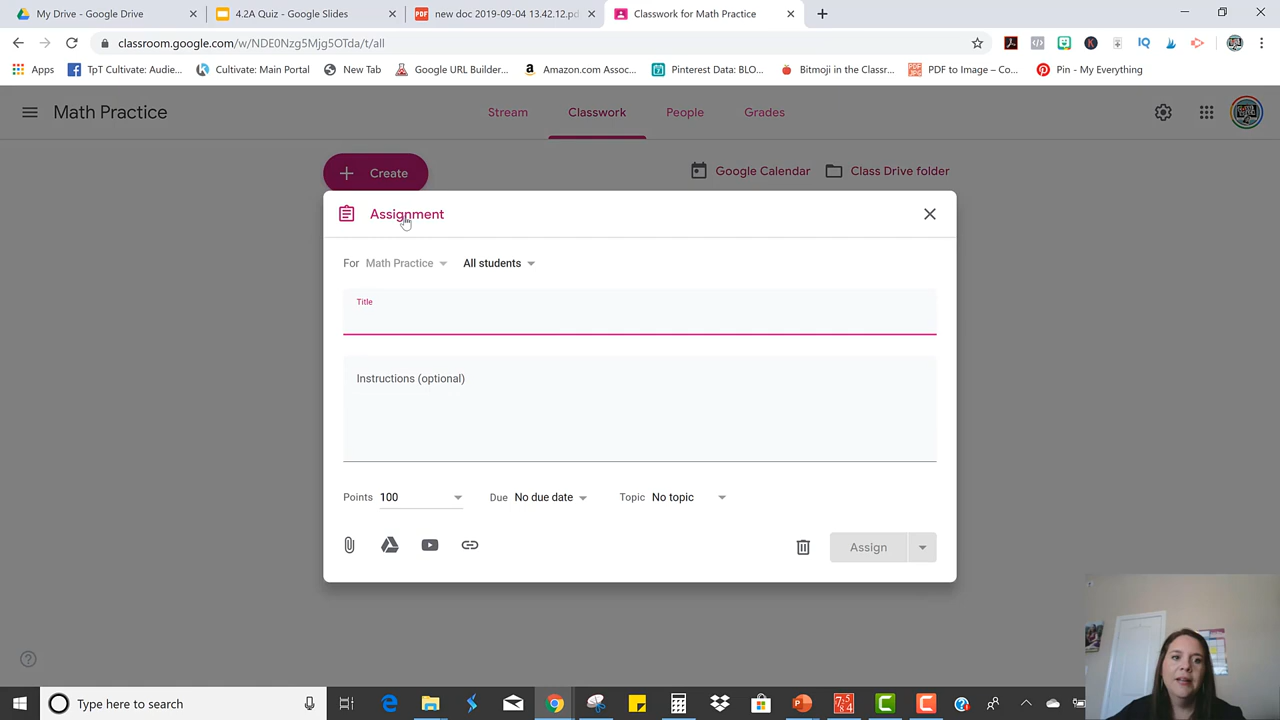 My Drive - Google Drive
4.2A Quiz - Google Slides
new doc 2019-09-04 13.42.12.pd
Classwork for Math Practice
classroom.google.com/w/NDE0Nzg5Mjg5OTda/t/all
Apps
TpT Cultivate: Audie...
Cultivate: Main Portal
New Tab
Google URL Builder...
Amazon.com Assoc...
Pinterest Data: BLO...
Bitmoji in the Classr...
PDF to Image – Co...
Pin - My Everything
Math Practice
Stream
Classwork
People
Grades
Create
Google Calendar
Class Drive folder
Assignment
For Math Practice All students
Title
Instructions (optional)
Points 100 Due No due date Topic No topic
Assign
Type here to search